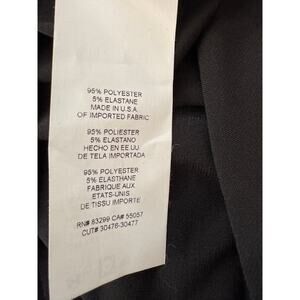 95% POLYESTER
5% ELASTANE
MADE IN U.S.A.
OF IMPORTED FABRIC
95% POLIESTER
5% ELASTANO
HECHO EN EE.UU.
DE TELA IMPORTADA
95% POLYESTER
5% ELASTHANE
FABRIQUE AUX
ETATS-UNIS
DE TISSU IMPORTE
RN# 83299 CA# 55057
CUT# 30476-30477